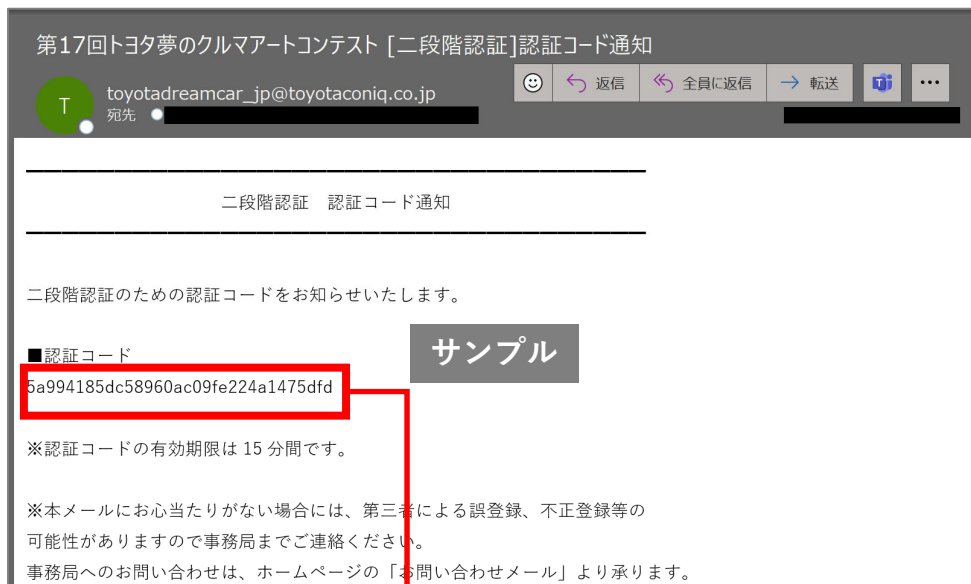 第17回トヨタ夢のクルマアートコンテスト [二段階認証]認証コード通知
返信 全員に返信 転送
T toyotadreamcar_jp@toyotaconiq.co.jp
宛先
二段階認証 認証コード通知
二段階認証のための認証コードをお知らせいたします。
サンプル
■認証コード
5a994185dc58960ac09fe224a1475dfd
※認証コードの有効期限は 15 分間です。
※本メールにお心当たりがない場合には、第三者による誤登録、不正登録等の
可能性がありますので事務局までご連絡ください。
事務局へのお問い合わせは、ホームページの「お問い合わせメール」より承ります。